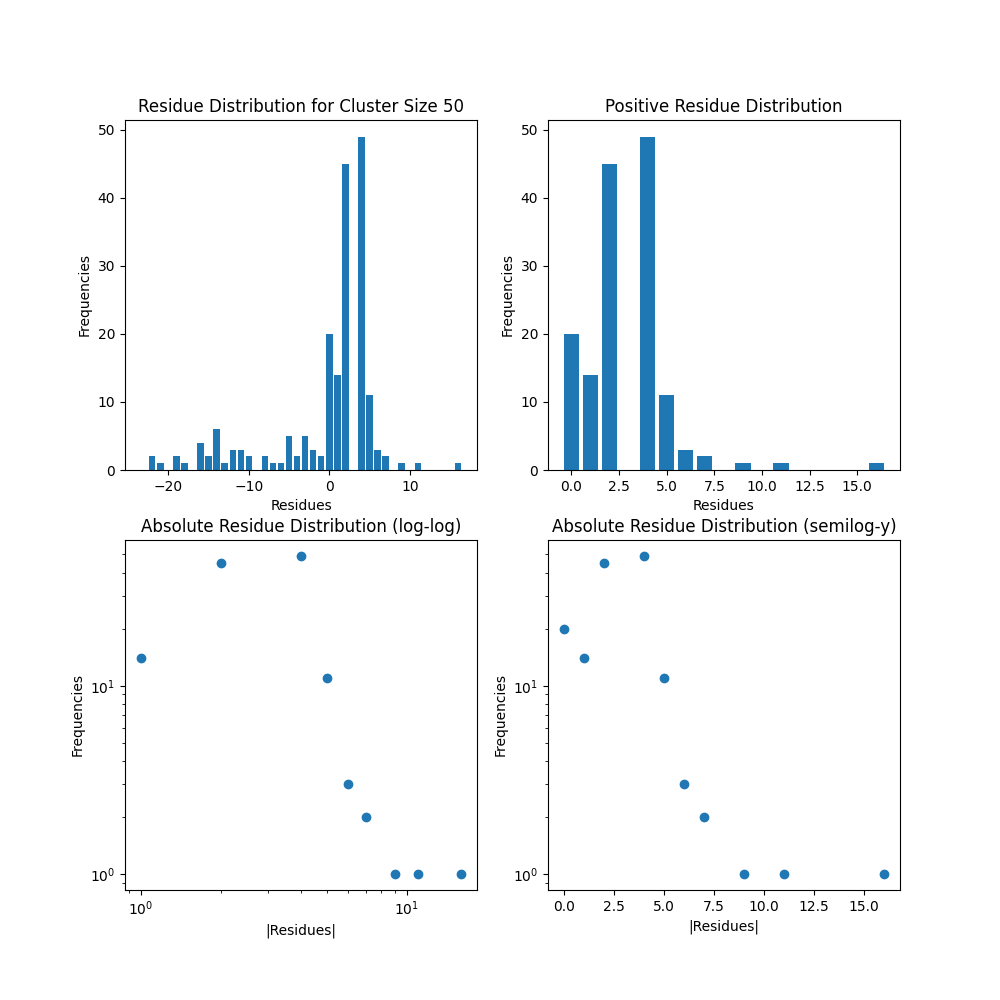 Residue Distribution for Cluster Size 50
50
40
30
20
10
0
Frequencies
−20 −10 0 10
Residues
Positive Residue Distribution
50
40
30
20
10
0
Frequencies
0.0 2.5 5.0 7.5 10.0 12.5 15.0
Residues
Absolute Residue Distribution (log-log)
10¹
10⁰
Frequencies
10⁰ 10¹
|Residues|
Absolute Residue Distribution (semilog-y)
10¹
10⁰
Frequencies
0.0 2.5 5.0 7.5 10.0 12.5 15.0
|Residues|